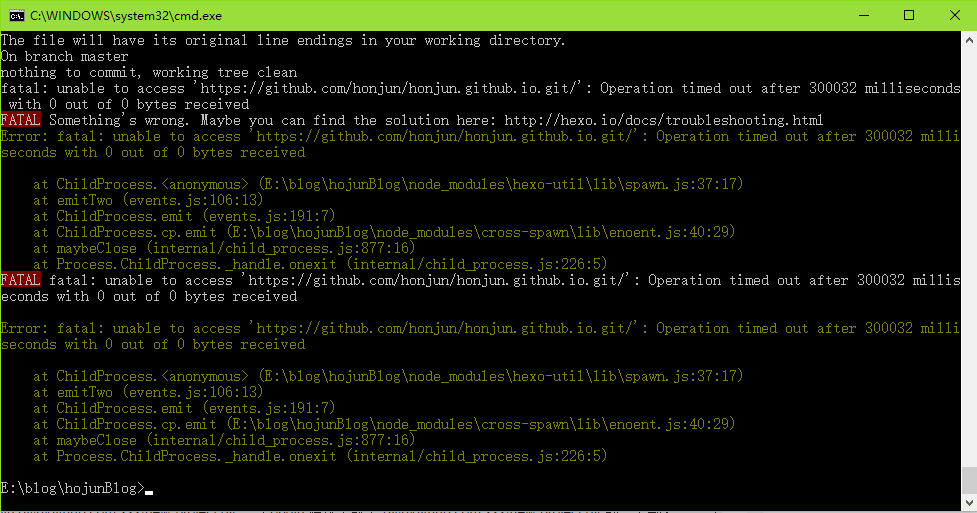 C:\WINDOWS\system32\cmd.exe
The file will have its original line endings in your working directory.
On branch master
nothing to commit, working tree clean
fatal: unable to access 'https://github.com/honjun/honjun.github.io.git/': Operation timed out after 300032 milliseconds
 with 0 out of 0 bytes received
FATAL Something's wrong. Maybe you can find the solution here: http://hexo.io/docs/troubleshooting.html
Error: fatal: unable to access 'https://github.com/honjun/honjun.github.io.git/': Operation timed out after 300032 milli
seconds with 0 out of 0 bytes received
    at ChildProcess.<anonymous> (E:\blog\hojunBlog\node_modules\hexo-util\lib\spawn.js:37:17)
    at emitTwo (events.js:106:13)
    at ChildProcess.emit (events.js:191:7)
    at ChildProcess.cp.emit (E:\blog\hojunBlog\node_modules\cross-spawn\lib\enoent.js:40:29)
    at maybeClose (internal/child_process.js:877:16)
    at Process.ChildProcess._handle.onexit (internal/child_process.js:226:5)
FATAL fatal: unable to access 'https://github.com/honjun/honjun.github.io.git/': Operation timed out after 300032 millis
econds with 0 out of 0 bytes received
Error: fatal: unable to access 'https://github.com/honjun/honjun.github.io.git/': Operation timed out after 300032 milli
seconds with 0 out of 0 bytes received
    at ChildProcess.<anonymous> (E:\blog\hojunBlog\node_modules\hexo-util\lib\spawn.js:37:17)
    at emitTwo (events.js:106:13)
    at ChildProcess.emit (events.js:191:7)
    at ChildProcess.cp.emit (E:\blog\hojunBlog\node_modules\cross-spawn\lib\enoent.js:40:29)
    at maybeClose (internal/child_process.js:877:16)
    at Process.ChildProcess._handle.onexit (internal/child_process.js:226:5)
E:\blog\hojunBlog>